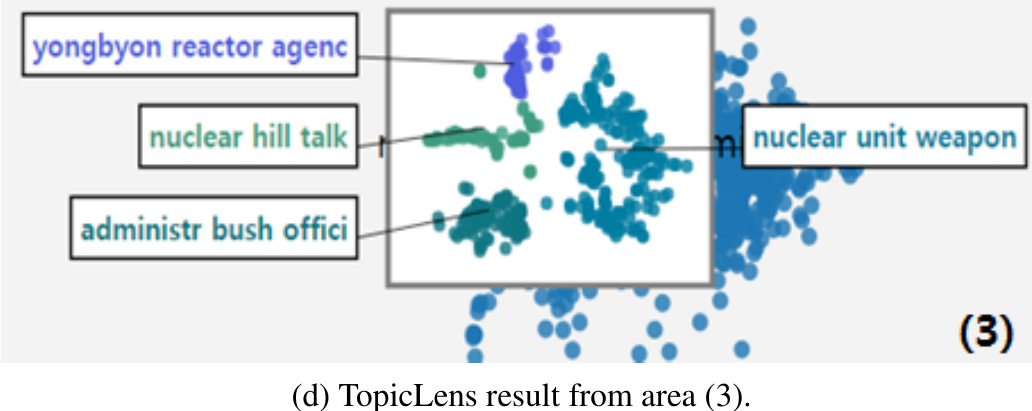 yongbyon reactor agenc
nuclear hill talk
nuclear unit weapon
administr bush offici
(3)
(d) TopicLens result from area (3).